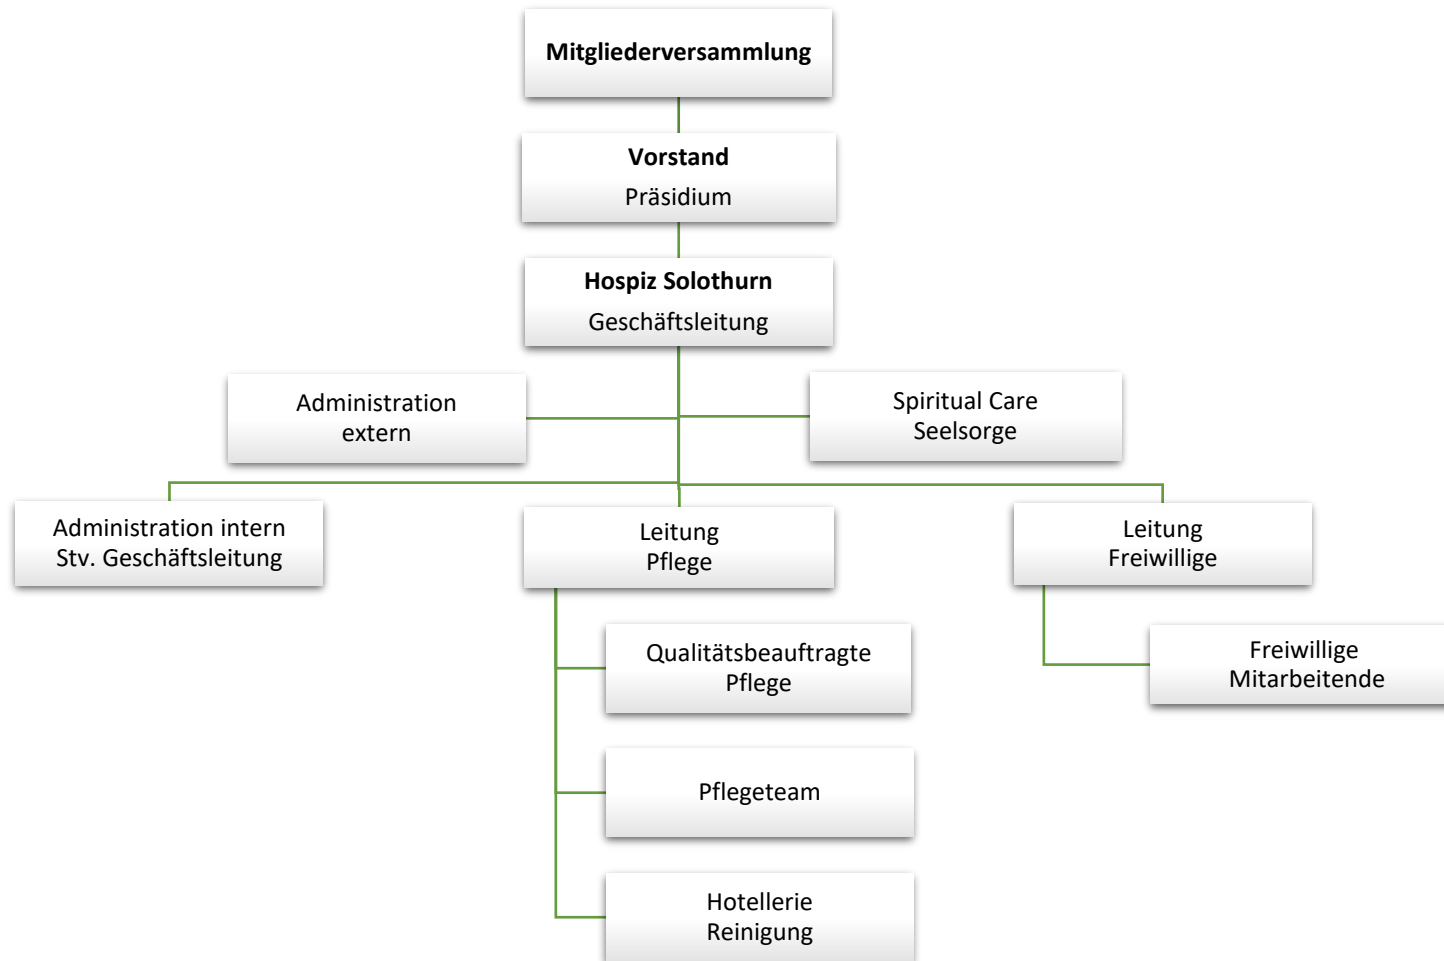 Mitgliederversammlung
Vorstand
Präsidium
Hospiz Solothurn
Geschäftsleitung
Administration
extern
Spiritual Care
Seelsorge
Administration intern
Stv. Geschäftsleitung
Leitung
Pflege
Leitung
Freiwillige
Qualitätsbeauftragte
Pflege
Freiwillige
Mitarbeitende
Pflegeteam
Hotellerie
Reinigung